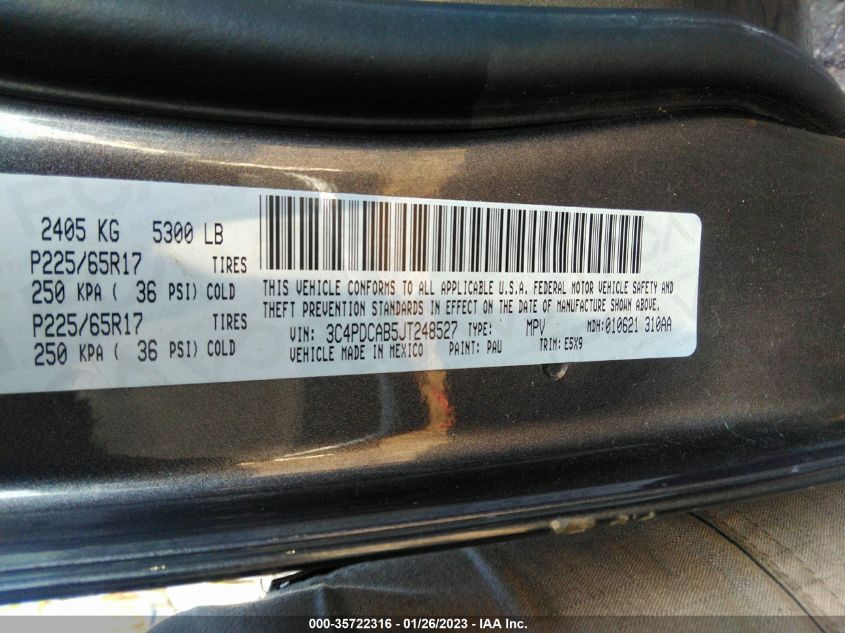 2405 KG 5300 LB
P225/65R17 TIRES
250 KPA ( 36 PSI) COLD
P225/65R17 TIRES
250 KPA ( 36 PSI) COLD
THIS VEHICLE CONFORMS TO ALL APPLICABLE U.S.A. FEDERAL MOTOR VEHICLE SAFETY AND
THEFT PREVENTION STANDARDS IN EFFECT ON THE DATE OF MANUFACTURE SHOWN ABOVE.
VIN: 3C4PDCAB5JT248527 TYPE: MPV MDH: 010621 310AA
VEHICLE MADE IN MEXICO PAINT: PAU TRIM: E5X9
000-35722316 - 01/26/2023 - IAA Inc.